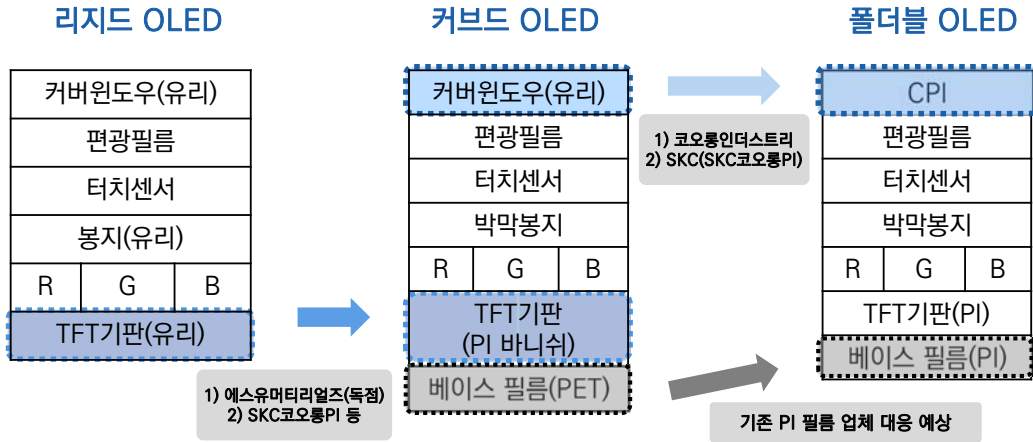 리지드 OLED
커버윈도우(유리)
편광필름
터치센서
봉지(유리)
R G B
TFT기판(유리)
1) 에스유머티리얼즈(독점)
2) SKC코오롱PI 등
커브드 OLED
커버윈도우(유리)
편광필름
터치센서
박막봉지
R G B
TFT기판
(PI 바니쉬)
베이스 필름(PET)
1) 코오롱인더스트리
2) SKC(SKC코오롱PI)
기존 PI 필름 업체 대응 예상
폴더블 OLED
CPI
편광필름
터치센서
박막봉지
R G B
TFT기판(PI)
베이스 필름(PI)